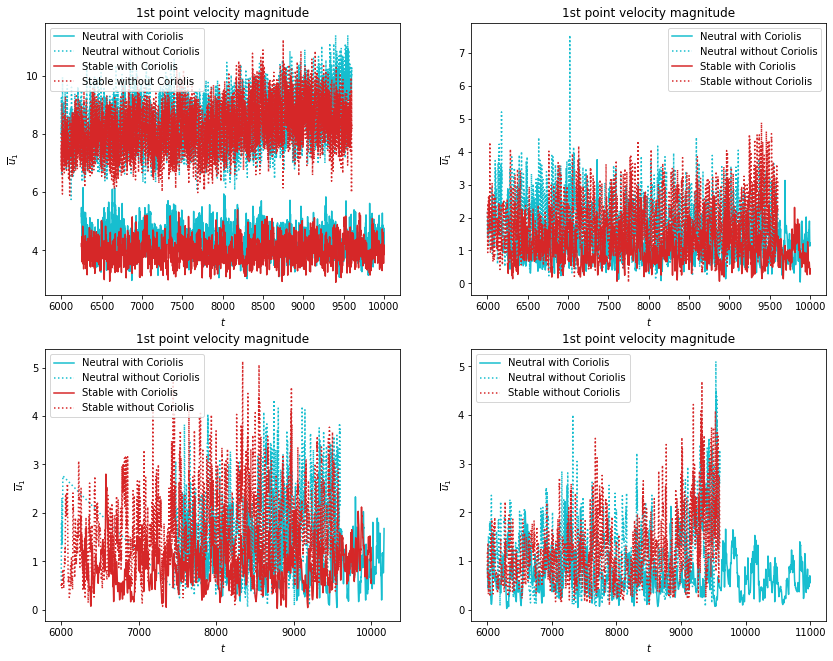 1st point velocity magnitude
Neutral with Coriolis
Neutral without Coriolis
Stable with Coriolis
Stable without Coriolis
10
8
6
4
u̅₁
6000 6500 7000 7500 8000 8500 9000 9500 10000
t
1st point velocity magnitude
Neutral with Coriolis
Neutral without Coriolis
Stable with Coriolis
Stable without Coriolis
7
6
5
4
3
2
1
0
u̅₁
6000 6500 7000 7500 8000 8500 9000 9500 10000
t
1st point velocity magnitude
Neutral with Coriolis
Neutral without Coriolis
Stable with Coriolis
Stable without Coriolis
5
4
3
2
1
0
u̅₁
6000 7000 8000 9000 10000
t
1st point velocity magnitude
Neutral with Coriolis
Neutral without Coriolis
Stable without Coriolis
5
4
3
2
1
0
u̅₁
6000 7000 8000 9000 10000 11000
t